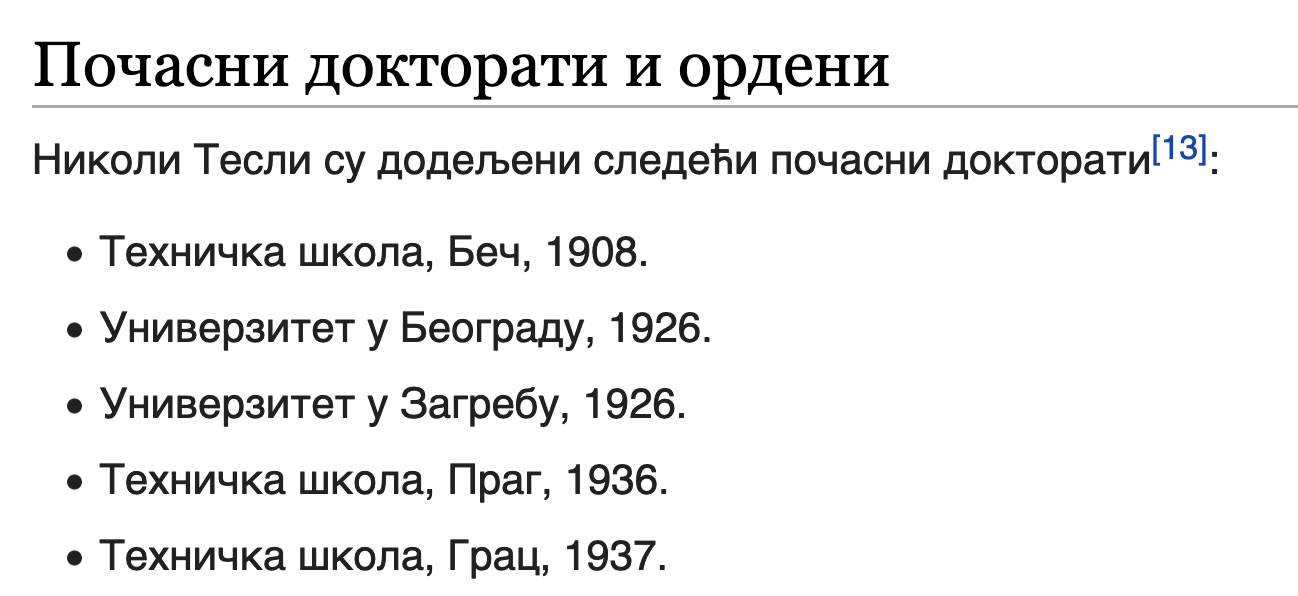 Почасни докторати и ордени
Николи Тесли су додељени следећи почасни докторати[13]:
• Техничка школа, Беч, 1908.
• Универзитет у Београду, 1926.
• Универзитет у Загребу, 1926.
• Техничка школа, Праг, 1936.
• Техничка школа, Грац, 1937.